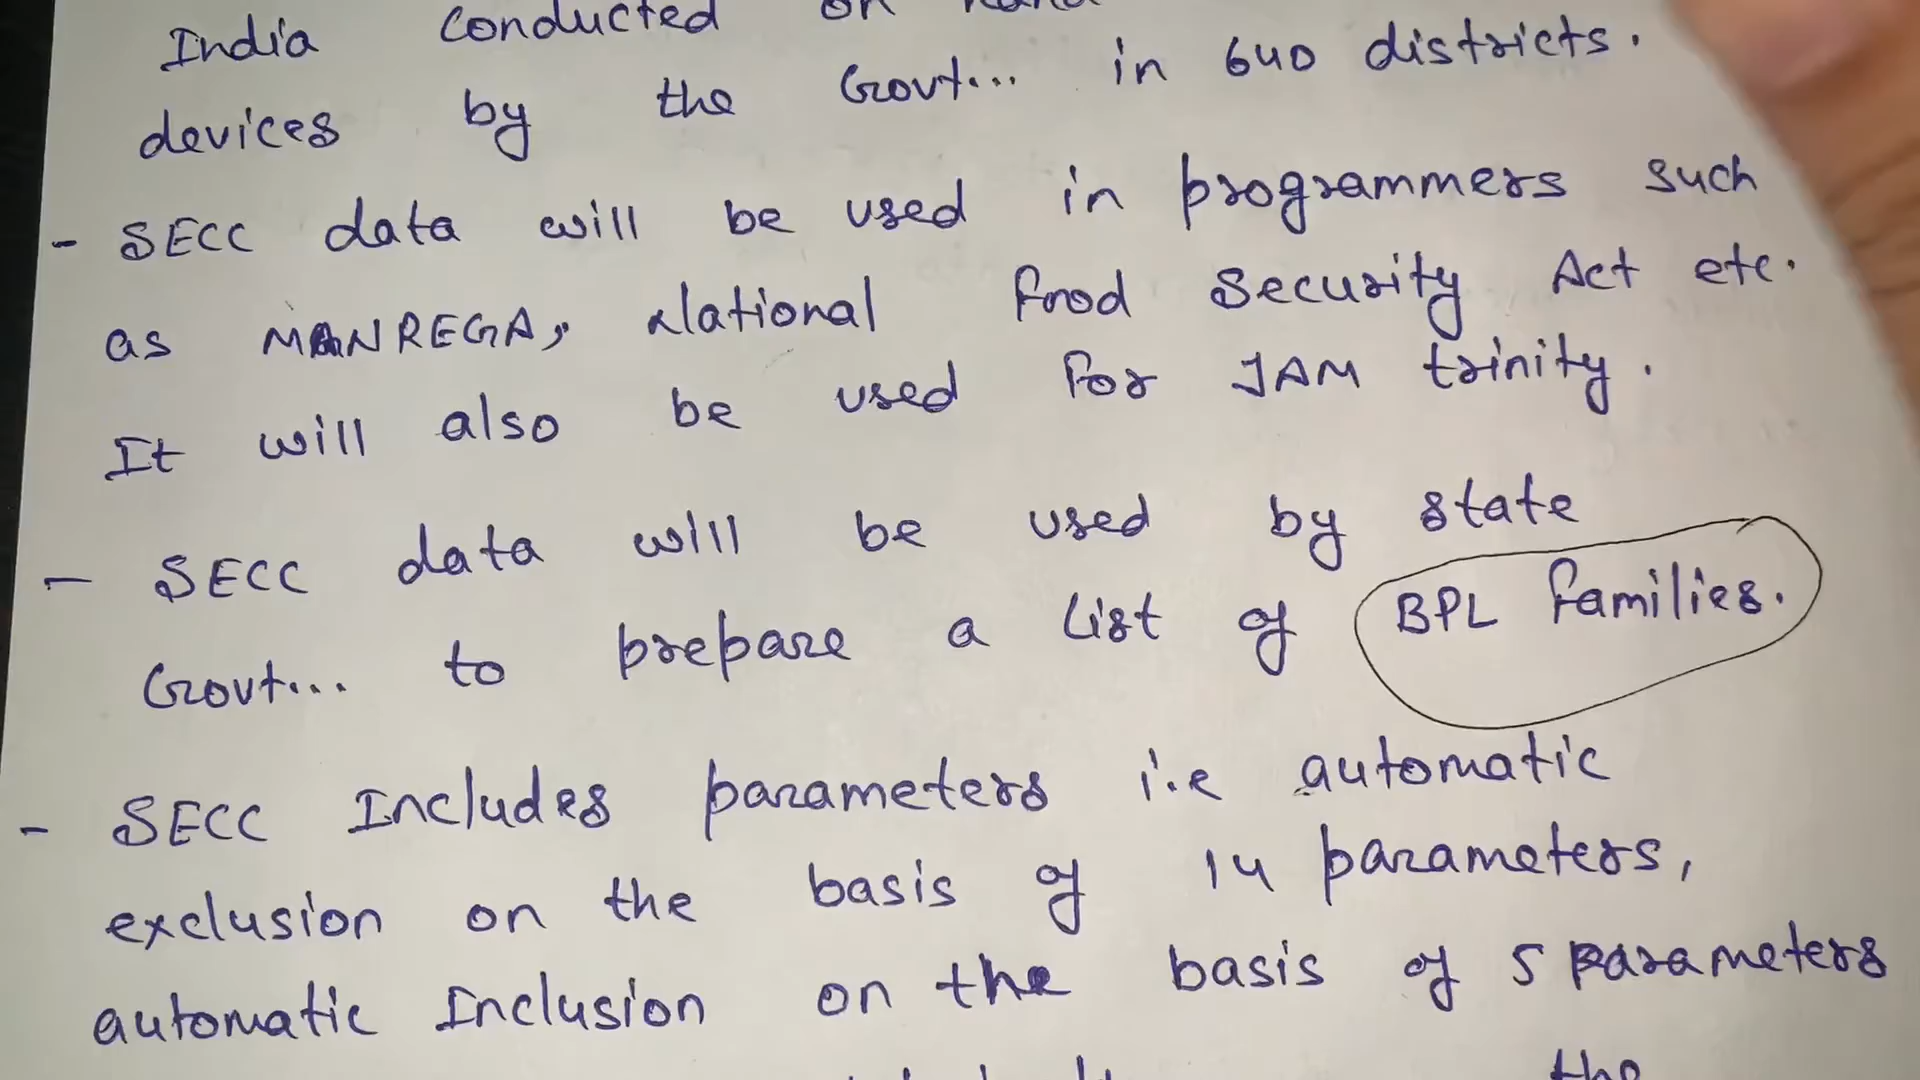 India conducted on hand
devices by the Govt... in 640 districts.
- SECC data will be used in programmers such
as MANREGA, National food Security Act etc.
It will also be used for JAM trinity.
- SECC data will be used by state
Govt... to prepare a list of BPL families.
- SECC Includes parameters i.e automatic
exclusion on the basis of 14 parameters,
automatic Inclusion on the basis of 5 parameters
the